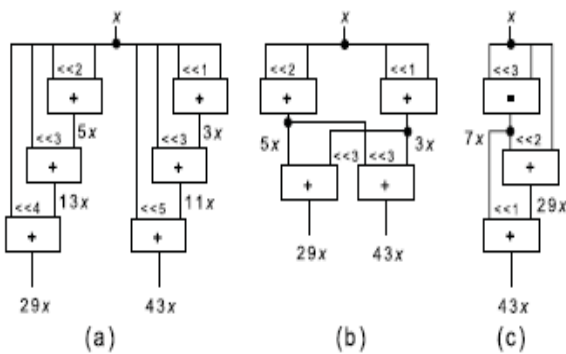 x x x
<<2 <<1 <<2 <<1 <<3
+ + + + ▪
5x 3x 5x 3x 7x
<<3 <<3 <<3 <<3 <<2
+ + + + +
13x 11x 29x
<<4 <<5 <<1
+ + +
29x 43x 29x 43x 43x
(a) (b) (c)